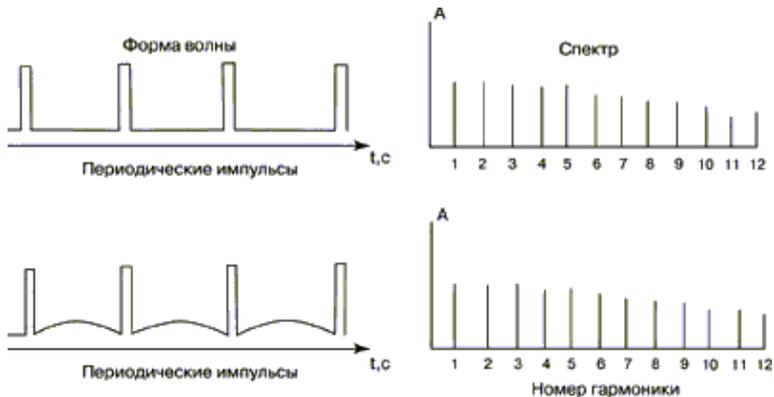 Форма волны
t,с
Периодические импульсы
А
Спектр
1 2 3 4 5 6 7 8 9 10 11 12
t,с
Периодические импульсы
А
1 2 3 4 5 6 7 8 9 10 11 12
Номер гармоники